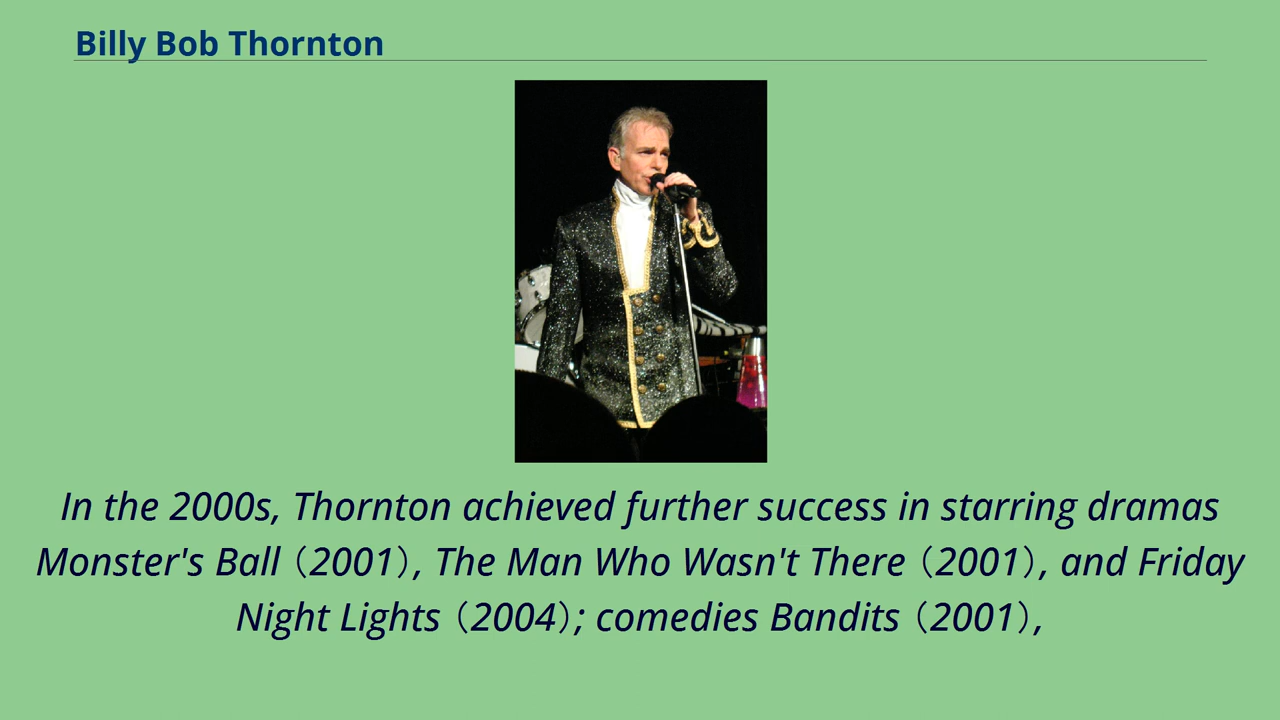 Billy Bob Thornton
In the 2000s, Thornton achieved further success in starring dramas
Monster's Ball（2001）, The Man Who Wasn't There（2001）, and Friday
Night Lights（2004）; comedies Bandits（2001）,